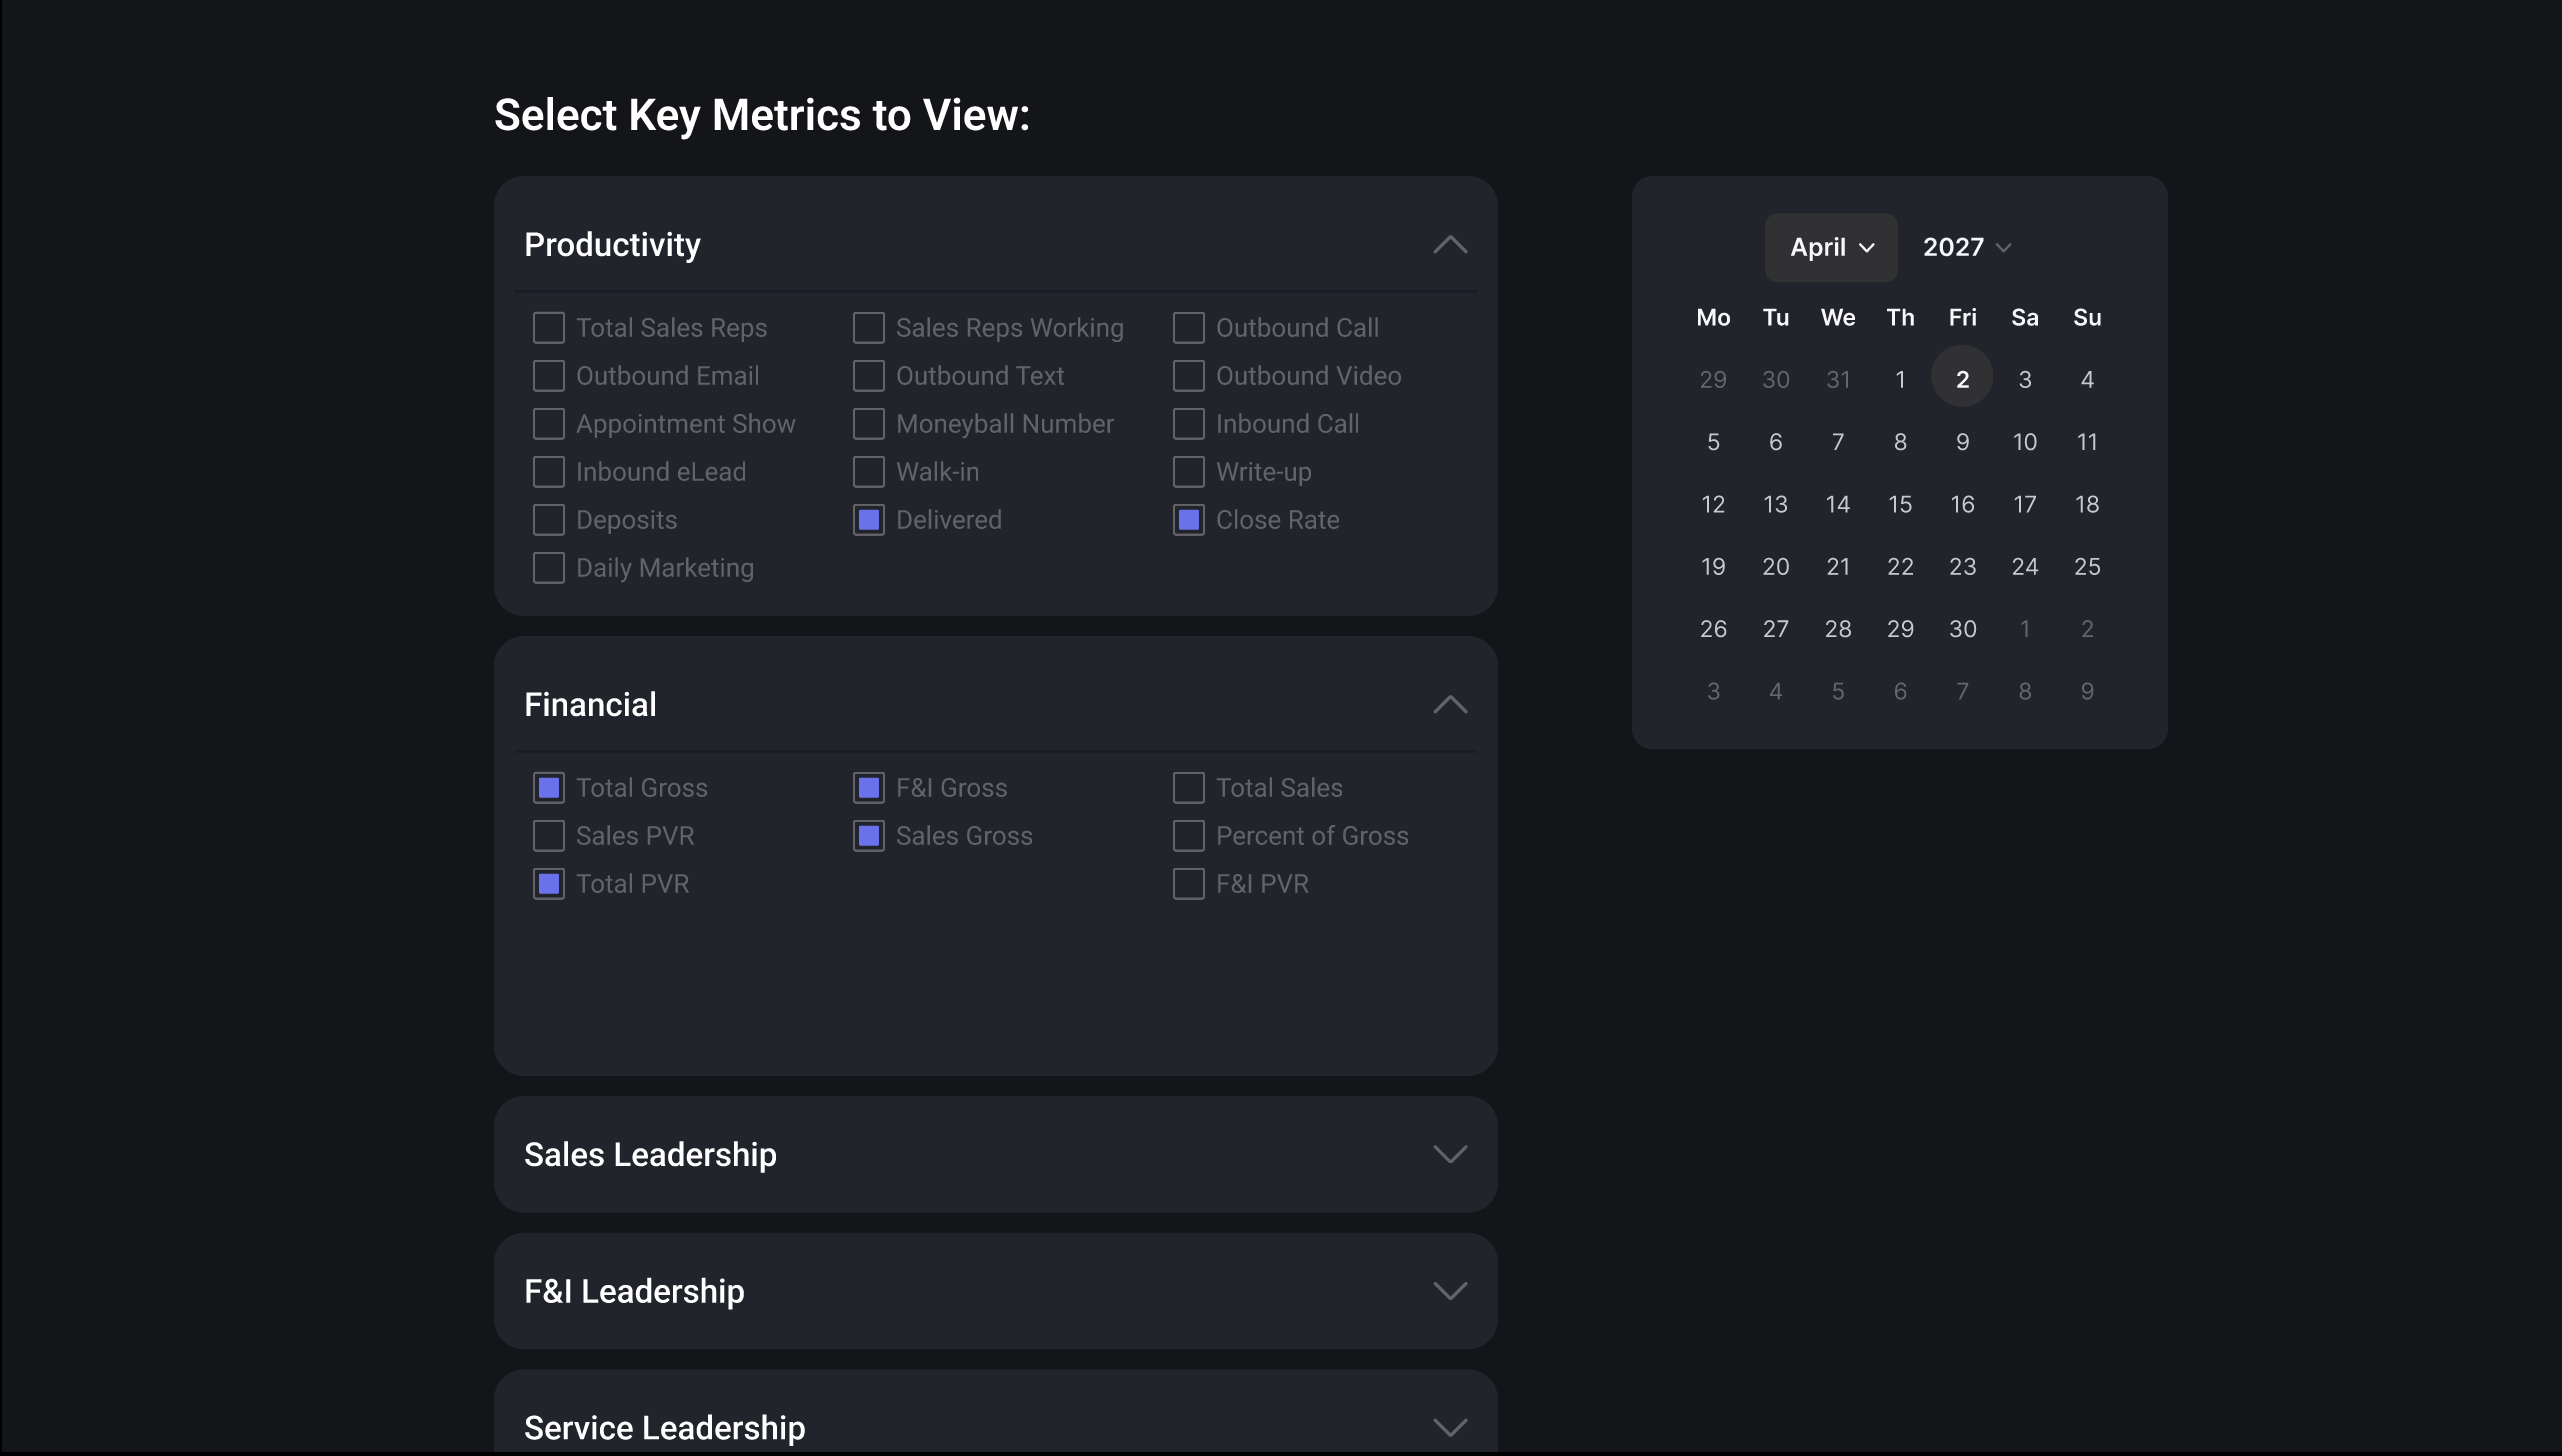 Select Key Metrics to View:
Productivity
Total Sales Reps Sales Reps Working Outbound Call
Outbound Email Outbound Text Outbound Video
Appointment Show Moneyball Number Inbound Call
Inbound eLead Walk-in Write-up
Deposits Delivered Close Rate
Daily Marketing
Financial
Total Gross F&I Gross Total Sales
Sales PVR Sales Gross Percent of Gross
Total PVR F&I PVR
Sales Leadership
F&I Leadership
Service Leadership
April 2027
Mo Tu We Th Fri Sa Su
29 30 31 1 2 3 4
5 6 7 8 9 10 11
12 13 14 15 16 17 18
19 20 21 22 23 24 25
26 27 28 29 30 1 2
3 4 5 6 7 8 9